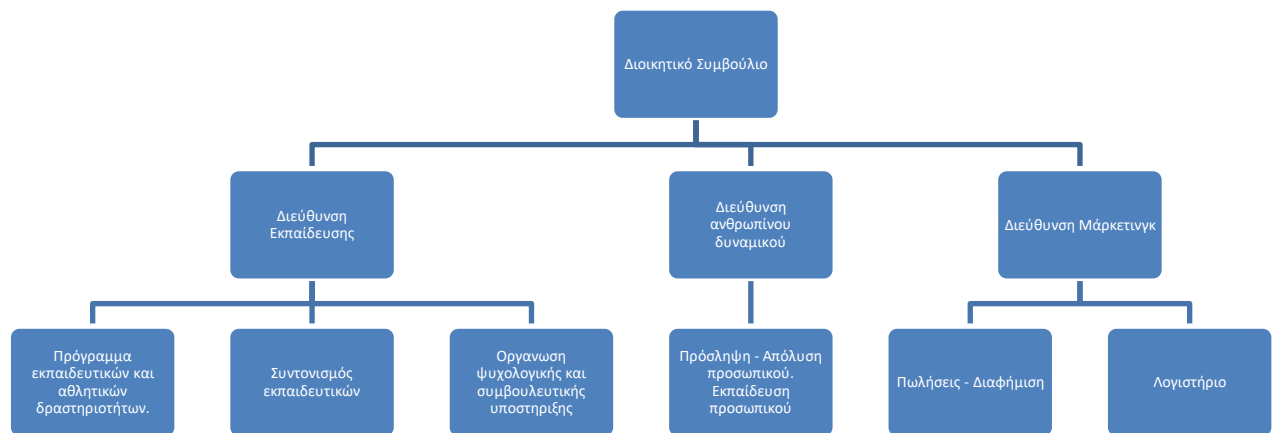 Διοικητικό Συμβούλιο
Διεύθυνση
Εκπαίδευσης
Διεύθυνση
ανθρωπίνου
δυναμικού
Διεύθυνση Μάρκετινγκ
Πρόγραμμα
εκπαιδευτικών και
αθλητικών
δραστηριοτήτων.
Συντονισμός
εκπαιδευτικών
Οργανωση
ψυχολογικής και
συμβουλευτικής
υποστηριξης
Πρόσληψη - Απόλυση
προσωπικού.
Εκπαίδευση
προσωπικού
Πωλήσεις - Διαφήμιση
Λογιστήριο